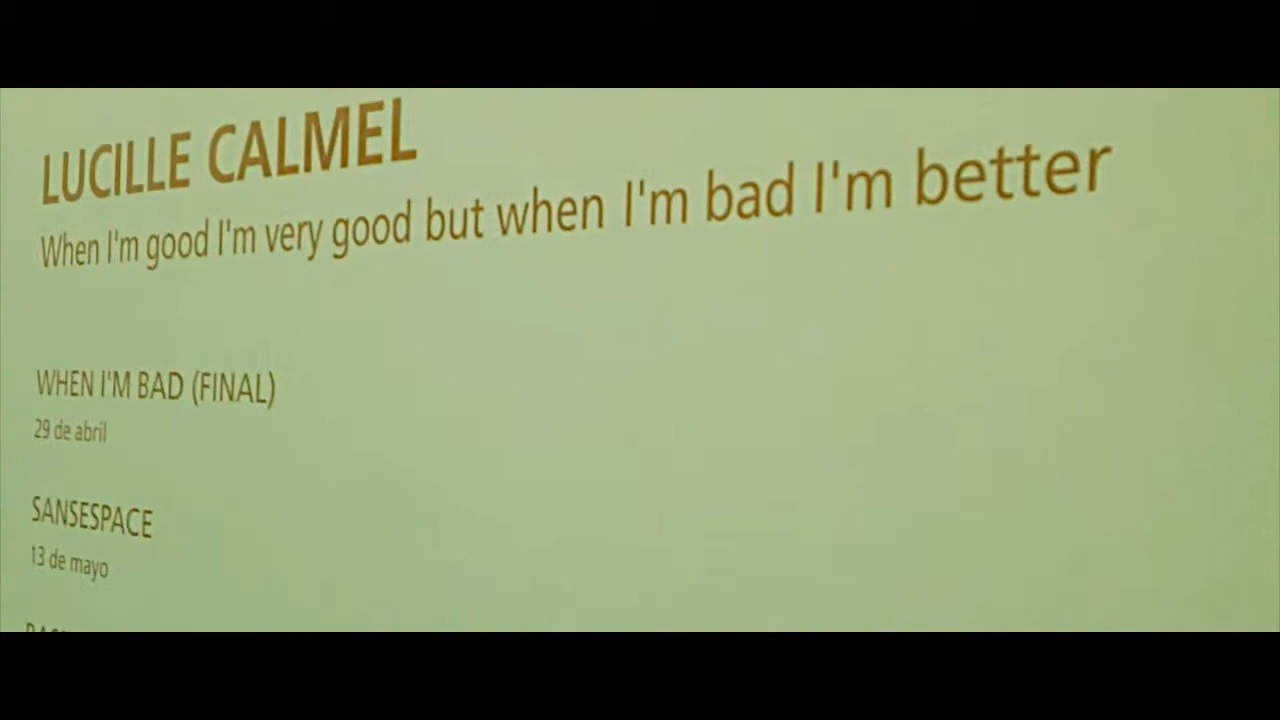 LUCILLE CALMEL
When I'm good I'm very good but when I'm bad I'm better
WHEN I'M BAD (FINAL)
29 de abril
SANSESPACE
13 de mayo